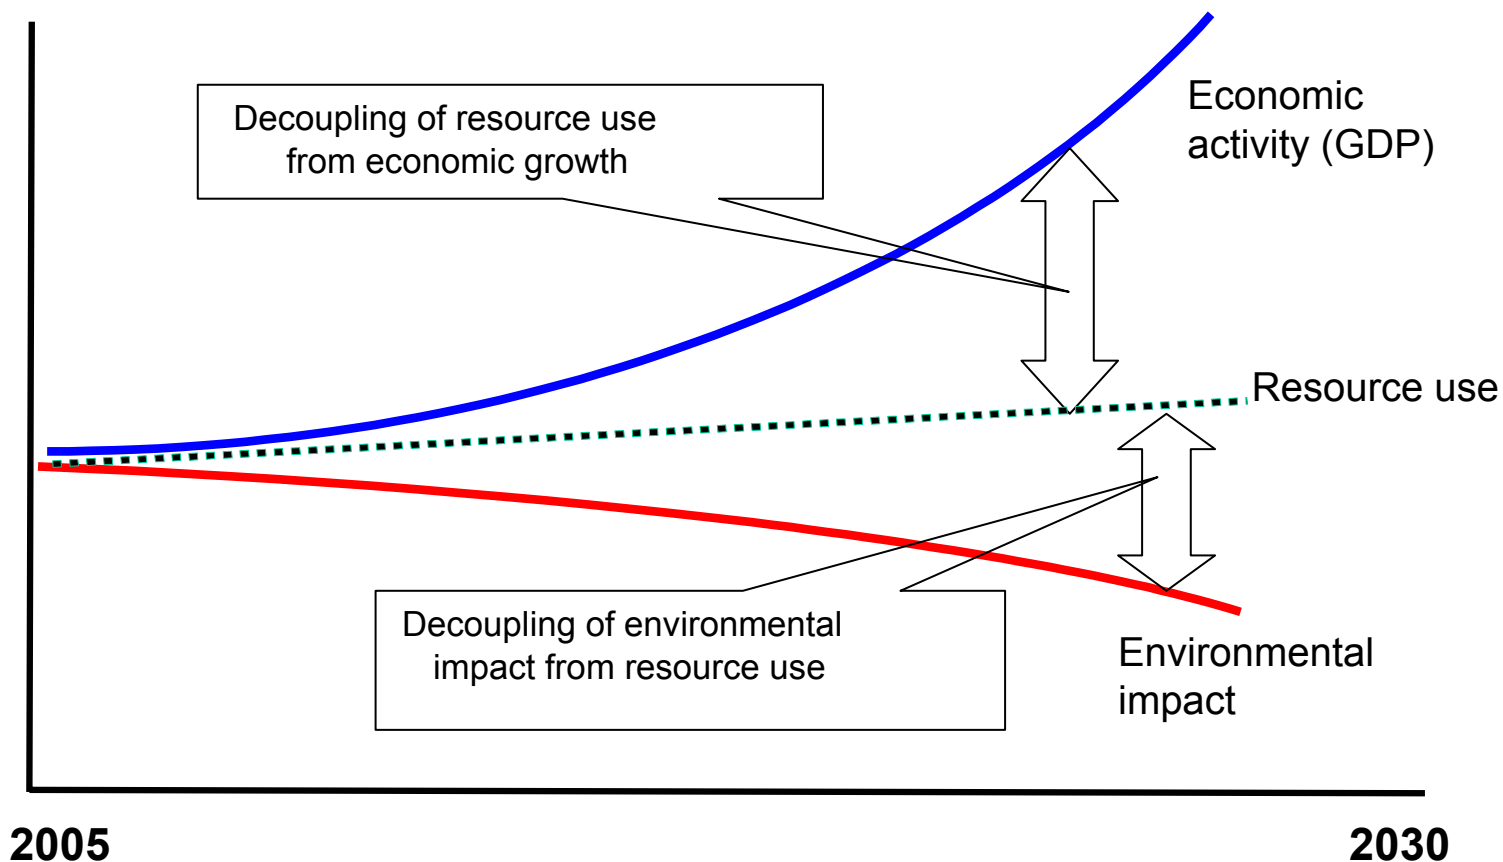 Economic
activity (GDP)
Decoupling of resource use
from economic growth
Resource use
Decoupling of environmental
impact from resource use
Environmental
impact
2005
2030